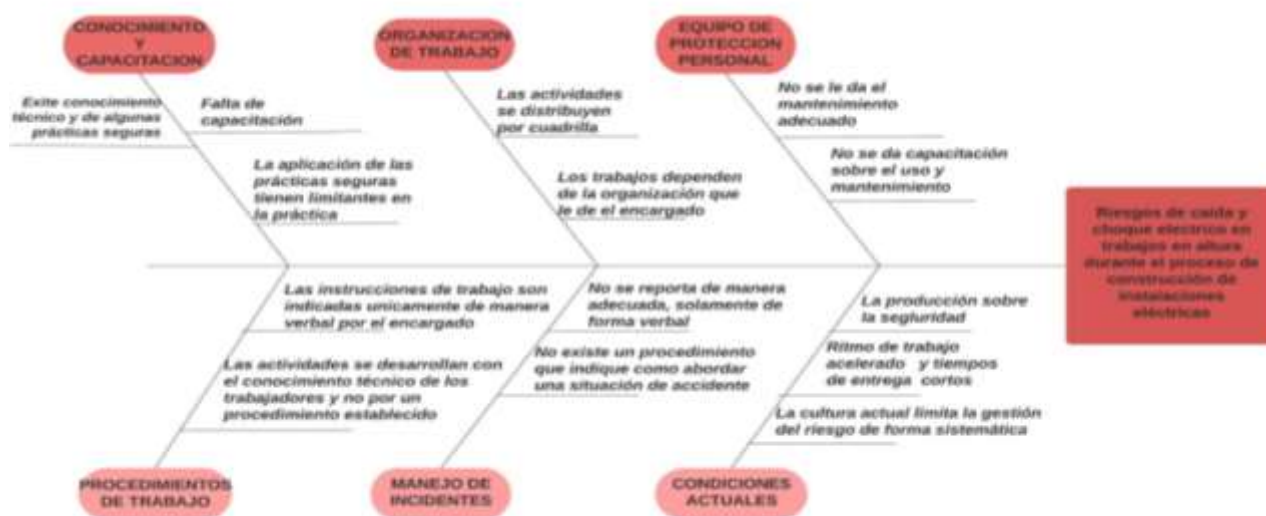 CONOCIMIENTO
Y
CAPACITACION
ORGANIZACION
DE TRABAJO
EQUIPO DE
PROTECCION
PERSONAL
Exite conocimiento
técnico y de algunas
prácticas seguras
Falta de
capacitación
La aplicación de las
prácticas seguras
tienen limitantes en
la práctica
Las actividades
se distribuyen
por cuadrilla
Los trabajos dependen
de la organización que
le de el encargado
No se le da el
mantenimiento
adecuado
No se da capacitación
sobre el uso y
mantenimiento
Riesgos de caída y
choque eléctrico en
trabajos en altura
durante el proceso de
construcción de
instalaciones
eléctricas
Las instrucciones de trabajo son
indicadas unicamente de manera
verbal por el encargado
Las actividades se desarrollan con
el conocimiento técnico de los
trabajadores y no por un
procedimiento establecido
No se reporta de manera
adecuada, solamente de
forma verbal
No existe un procedimiento
que indique como abordar
una situación de accidente
La producción sobre
la segluridad
Ritmo de trabajo
acelerado y tiempos
de entrega cortos
La cultura actual limita la gestión
del riesgo de forma sistemática
PROCEDIMIENTOS
DE TRABAJO
MANEJO DE
INCIDENTES
CONDICIONES
ACTUALES